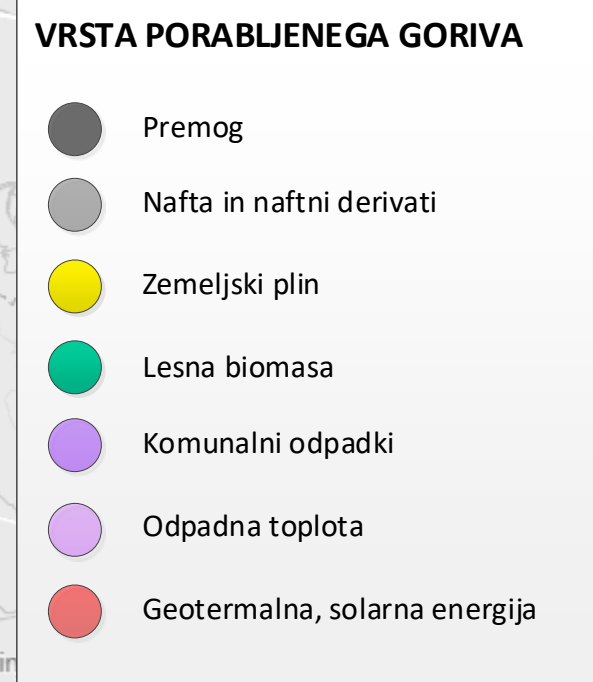 VRSTA PORABLJENEGA GORIVA
Premog
Nafta in naftni derivati
Zemeljski plin
Lesna biomasa
Komunalni odpadki
Odpadna toplota
Geotermalna, solarna energija